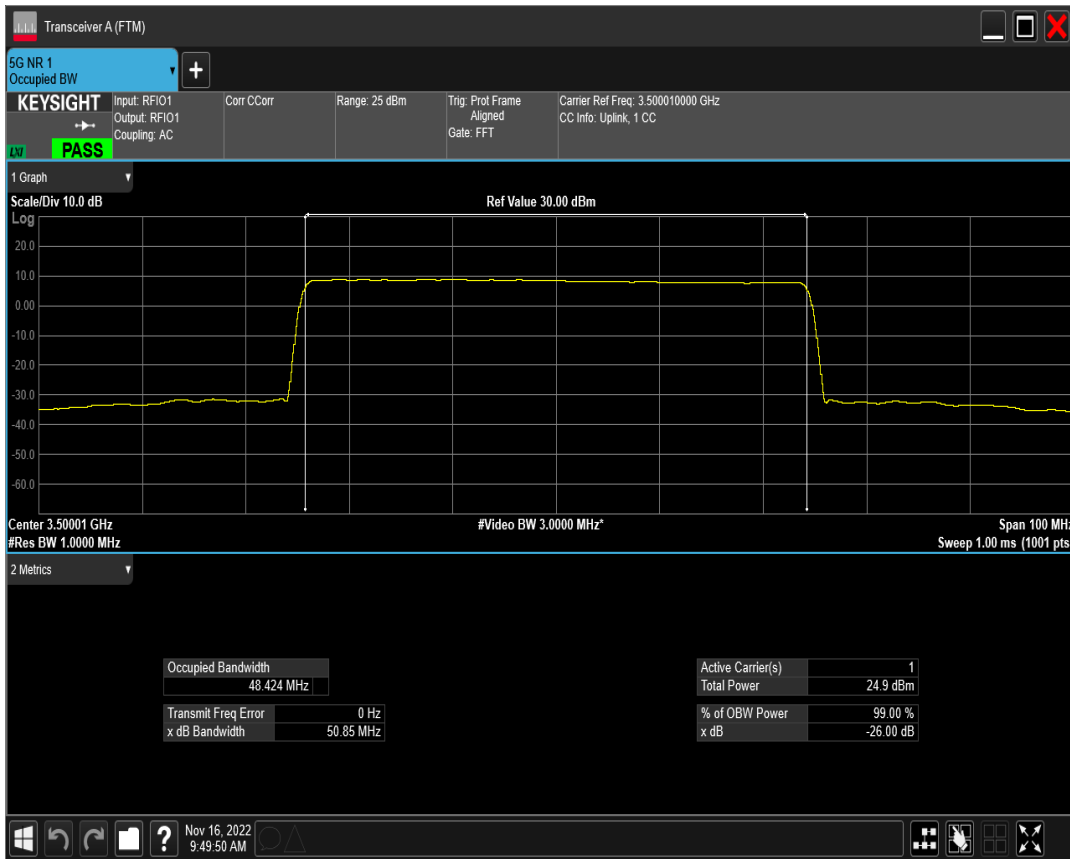 Transceiver A (FTM)
5G NR 1
Occupied BW
+
KEYSIGHT
LXI
PASS
Input: RFIO1
Output: RFIO1
Coupling: AC
Corr CCorr
Range: 25 dBm
Trig: Prot Frame
Aligned
Gate: FFT
Carrier Ref Freq: 3.500010000 GHz
CC Info: Uplink, 1 CC
1 Graph
Scale/Div 10.0 dB
Ref Value 30.00 dBm
Log
20.0
10.0
0.00
-10.0
-20.0
-30.0
-40.0
-50.0
-60.0
Center 3.50001 GHz
#Video BW 3.0000 MHz*
Span 100 MHz
#Res BW 1.0000 MHz
Sweep 1.00 ms (1001 pts
2 Metrics
Occupied Bandwidth
48.424 MHz
Transmit Freq Error 0 Hz
x dB Bandwidth 50.85 MHz
Active Carrier(s) 1
Total Power 24.9 dBm
% of OBW Power 99.00 %
x dB -26.00 dB
?
Nov 16, 2022
9:49:50 AM